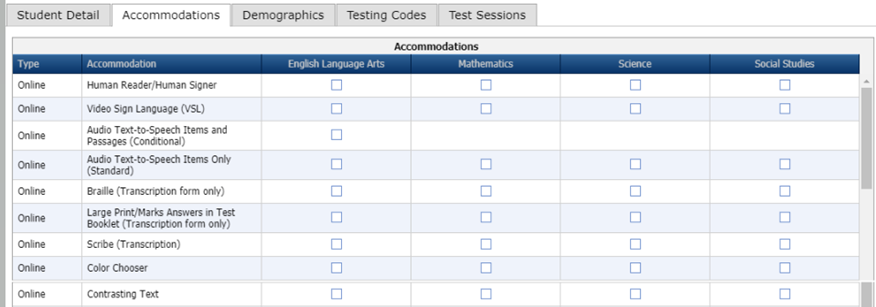 Student Detail Accommodations Demographics Testing Codes Test Sessions
Accommodations
Type Accommodation English Language Arts Mathematics Science Social Studies
Online Human Reader/Human Signer
Online Video Sign Language (VSL)
Online Audio Text-to-Speech Items and
Passages (Conditional)
Online Audio Text-to-Speech Items Only
(Standard)
Online Braille (Transcription form only)
Online Large Print/Marks Answers in Test
Booklet (Transcription form only)
Online Scribe (Transcription)
Online Color Chooser
Online Contrasting Text